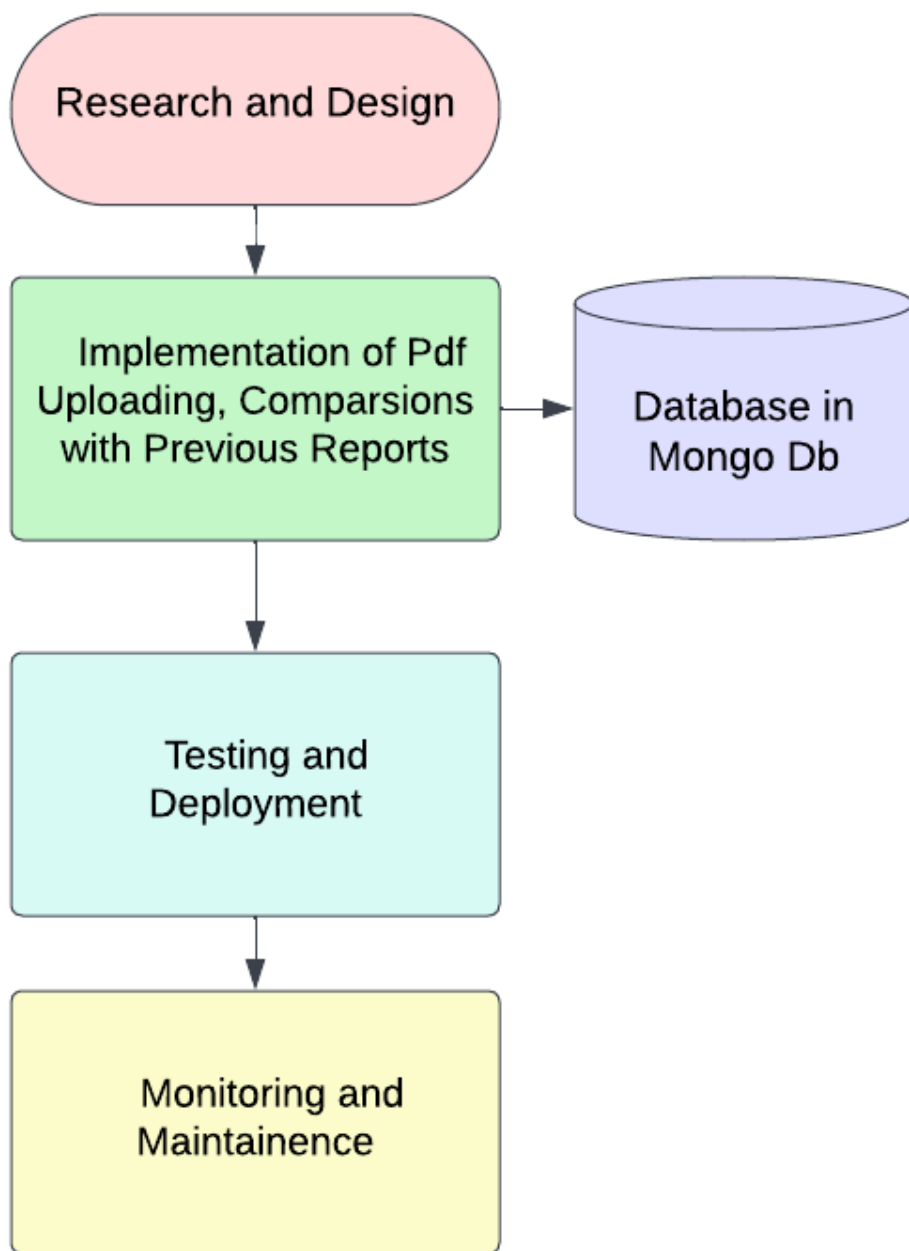 Research and Design
Implementation of Pdf
Uploading, Comparsions
with Previous Reports
Database in
Mongo Db
Testing and
Deployment
Monitoring and
Maintainence